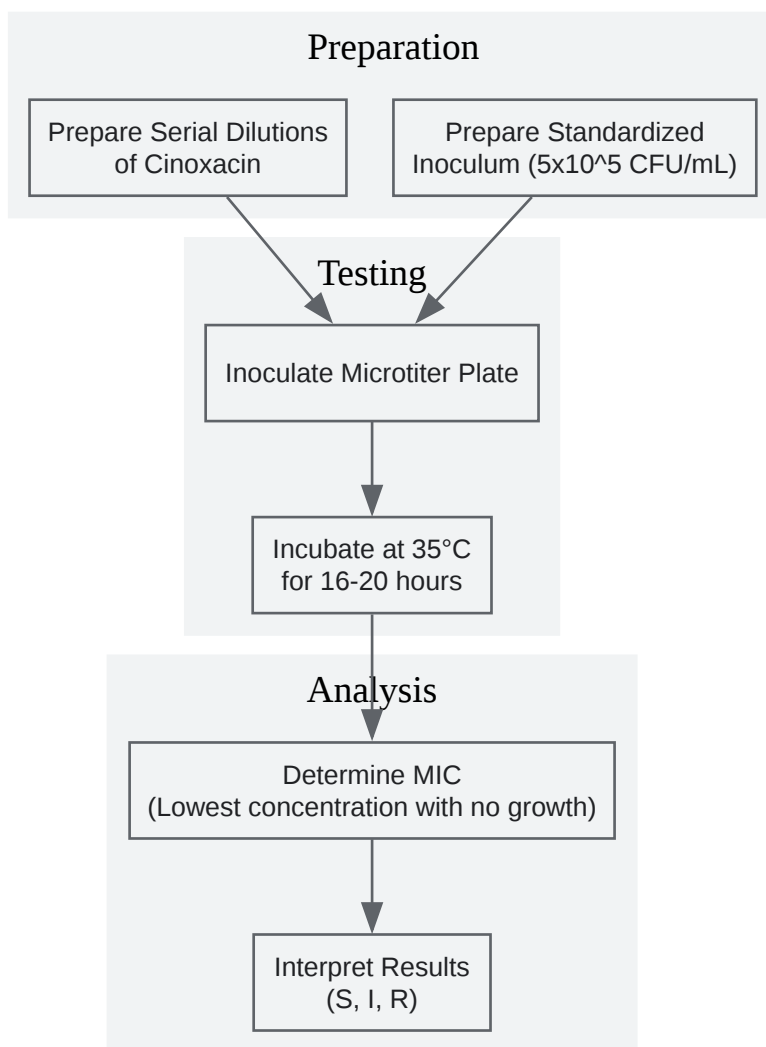 Preparation
Prepare Serial Dilutions
of Cinoxacin
Prepare Standardized
Inoculum (5x10^5 CFU/mL)
Testing
Inoculate Microtiter Plate
Incubate at 35°C
for 16-20 hours
Analysis
Determine MIC
(Lowest concentration with no growth)
Interpret Results
(S, I, R)